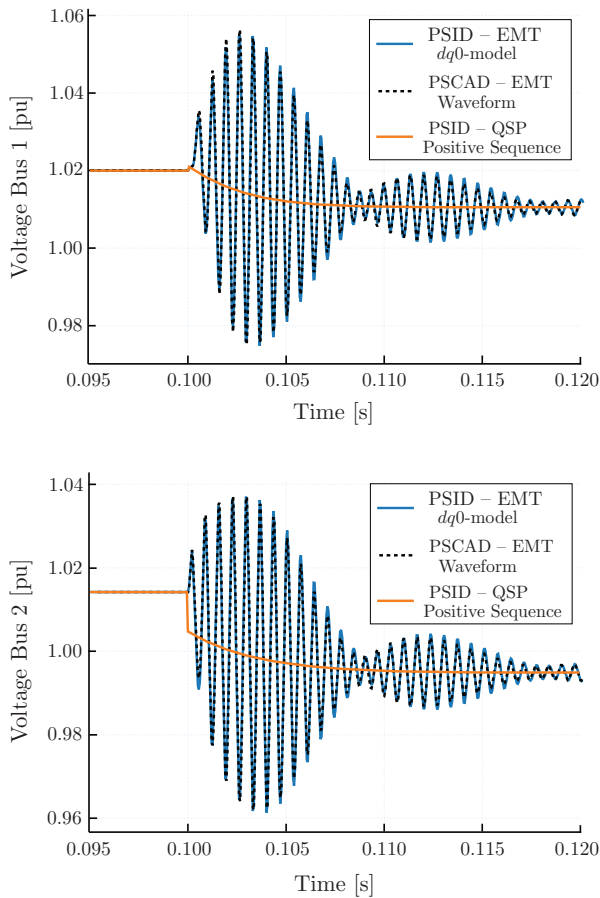 1.06
PSID – EMT
dq0-model
1.04
PSCAD – EMT
Waveform
PSID – QSP
Positive Sequence
1.02
Voltage Bus 1 [pu]
1.00
0.98
0.095
0.100
0.105
0.110
0.115
0.120
Time [s]
1.04
PSID – EMT
dq0-model
PSCAD – EMT
Waveform
1.02
PSID – QSP
Positive Sequence
Voltage Bus 2 [pu]
1.00
0.98
0.96
0.095
0.100
0.105
0.110
0.115
0.120
Time [s]